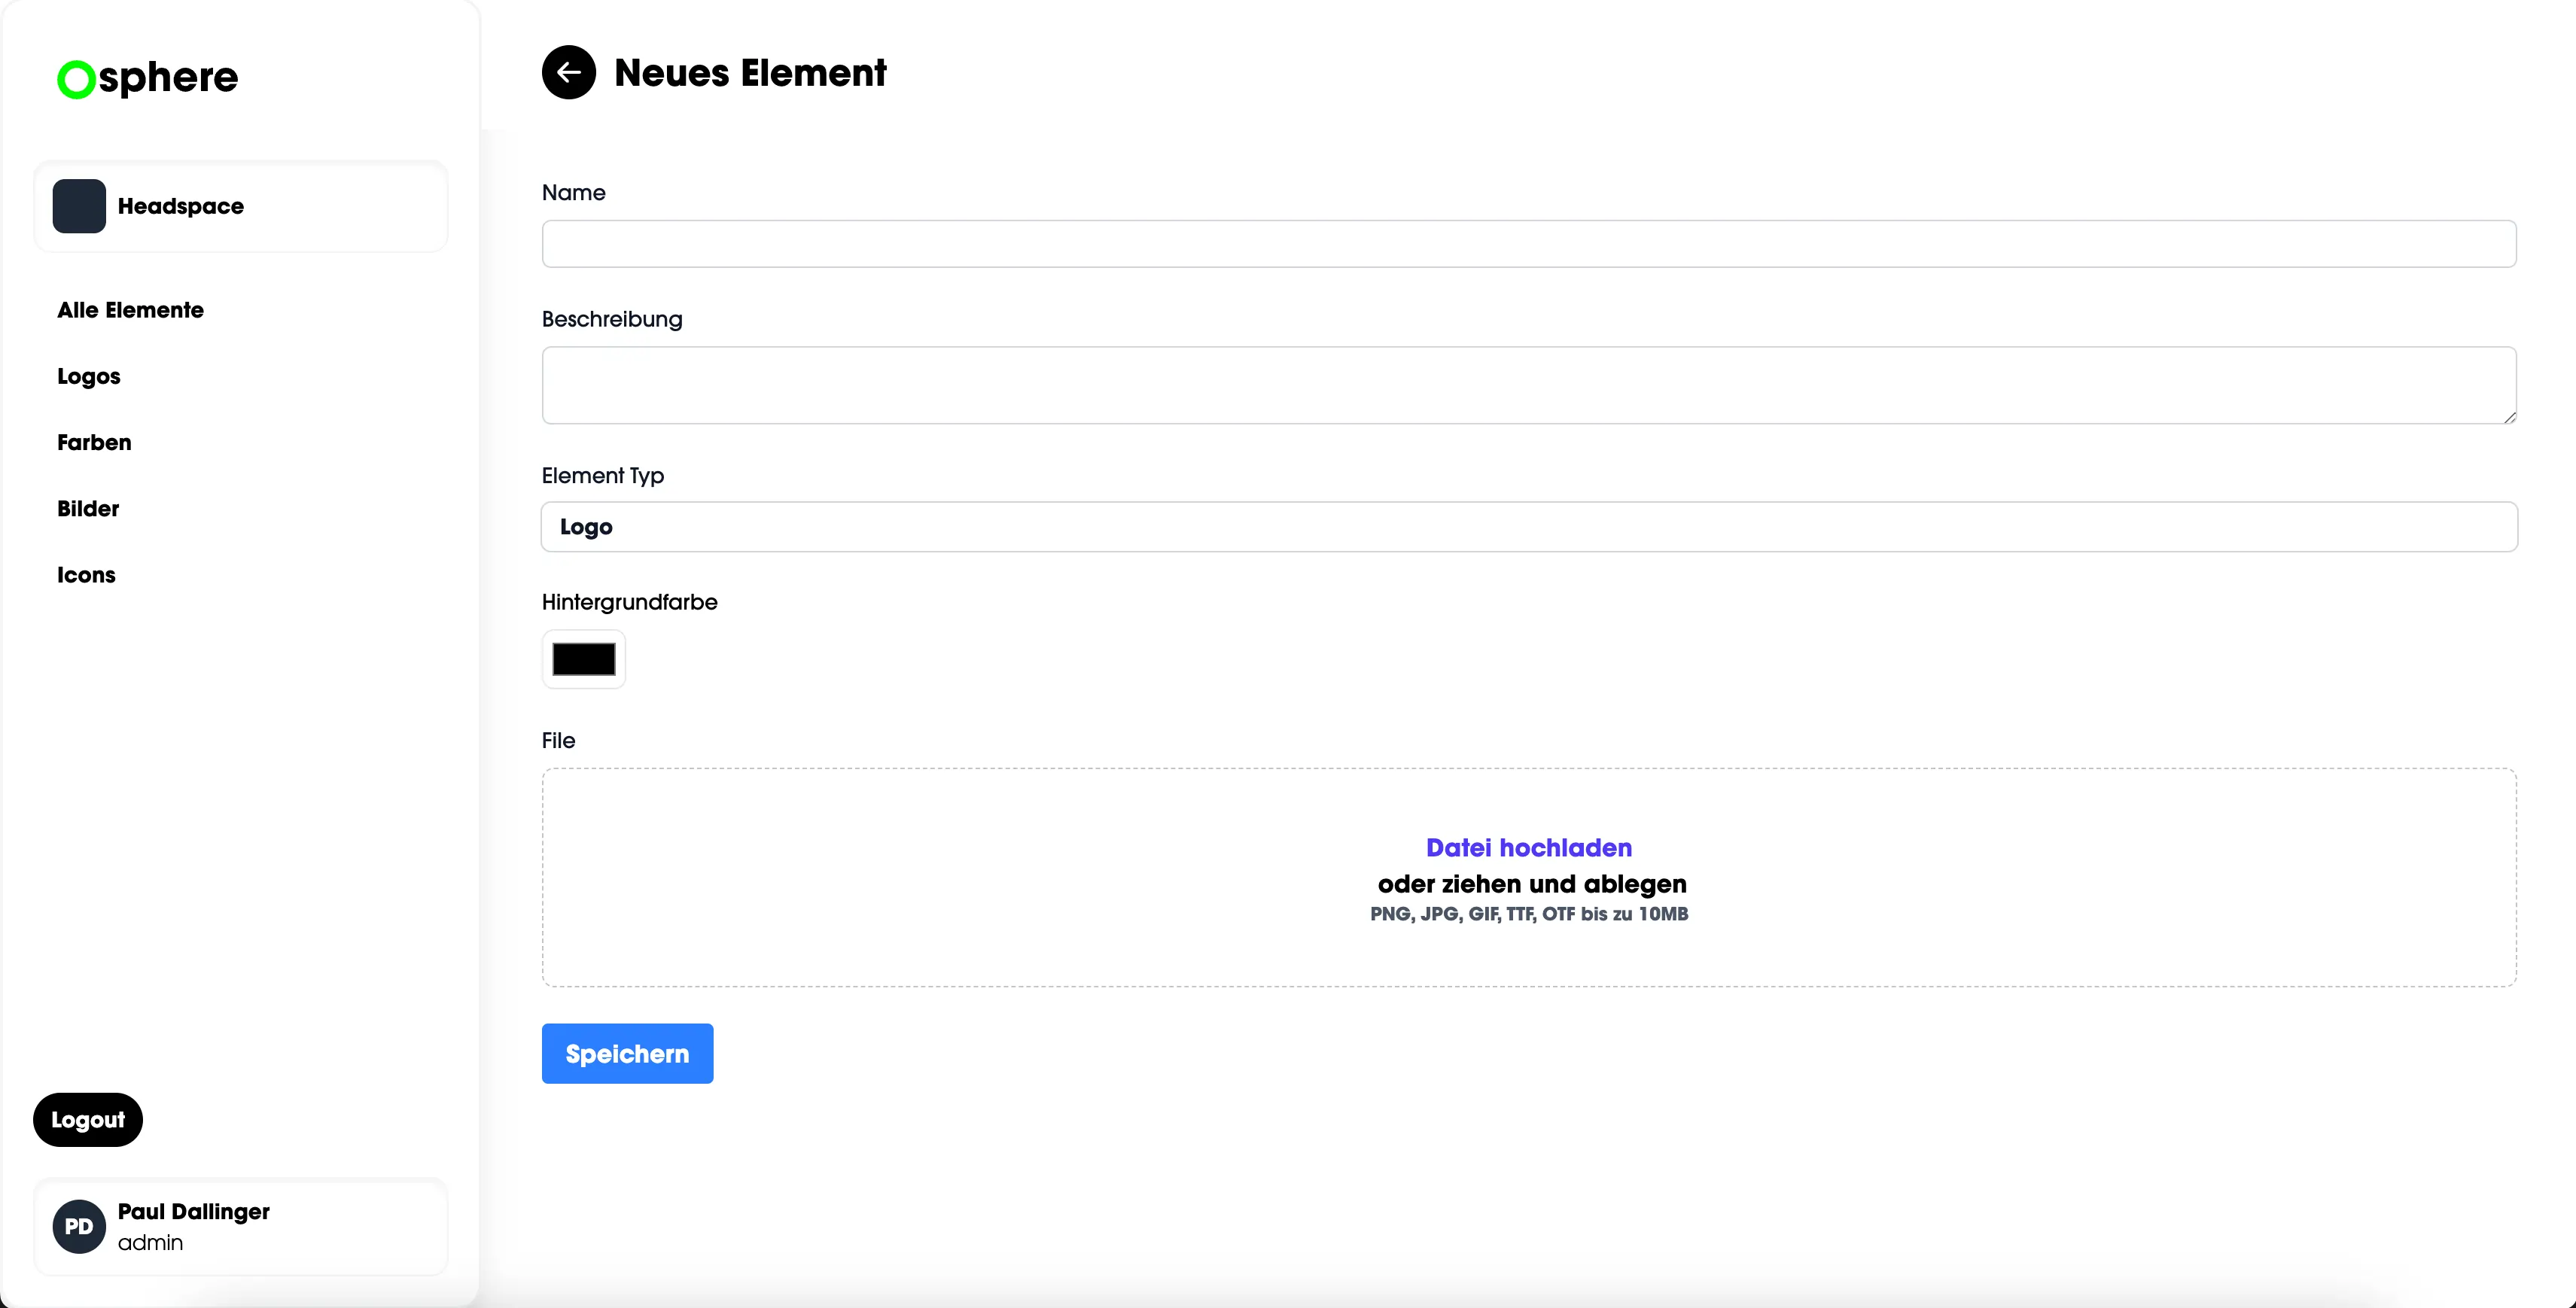 Osphere
Headspace
Alle Elemente
Logos
Farben
Bilder
Icons
Logout
PD
Paul Dallinger
admin
Neues Element
Name
Beschreibung
Element Typ
Logo
Hintergrundfarbe
File
Datei hochladen
oder ziehen und ablegen
PNG, JPG, GIF, TTF, OTF bis zu 10MB
Speichern